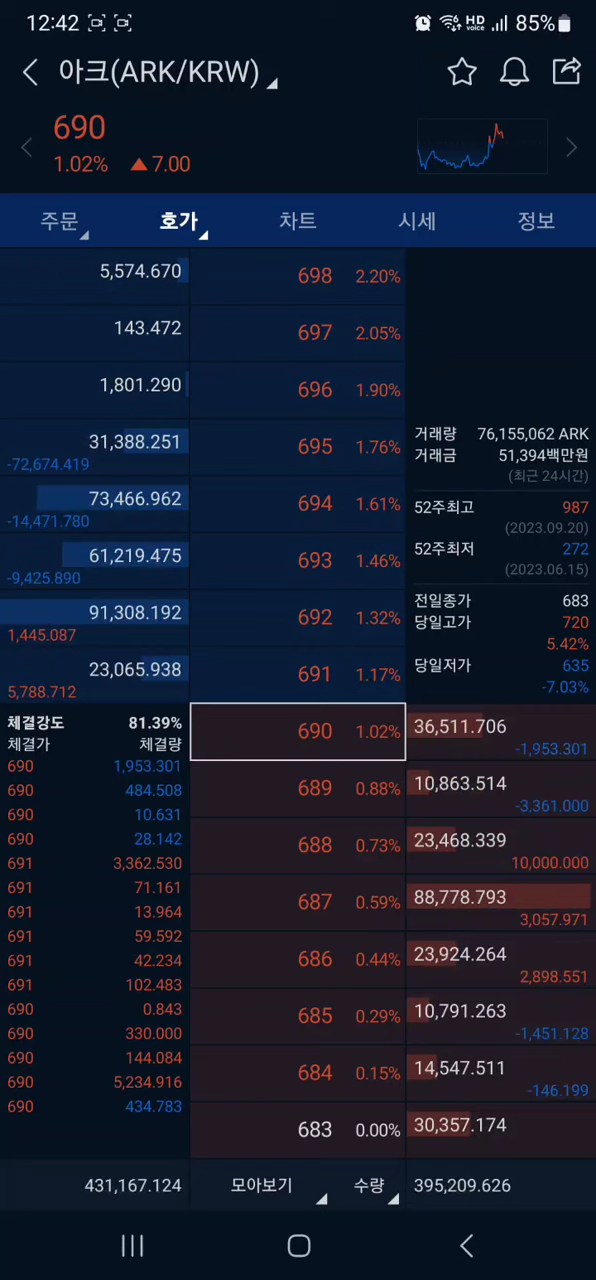 12:42 HD voice 85%
아크(ARK/KRW)
690
1.02% ▲7.00
주문 호가 차트 시세 정보
5,574.670 698 2.20%
143.472 697 2.05%
1,801.290 696 1.90%
31,388.251 695 1.76%
-72,674.419
73,466.962 694 1.61%
-14,471.780
61,219.475 693 1.46%
-9,425.890
91,308.192 692 1.32%
1,445.087
23,065.938 691 1.17%
5,788.712
거래량 76,155,062 ARK
거래금 51,394백만원
(최근 24시간)
52주최고 987
(2023.09.20)
52주최저 272
(2023.06.15)
전일종가 683
당일고가 720
5.42%
당일저가 635
-7.03%
체결강도 81.39%
체결가 체결량
690 1,953.301
690 484.508
690 10.631
690 28.142
691 3,362.530
691 71.161
691 13.964
691 59.592
691 42.234
691 102.483
690 0.843
690 330.000
690 144.084
690 5,234.916
690 434.783
690 1.02% 36,511.706
-1,953.301
689 0.88% 10,863.514
-3,361.000
688 0.73% 23,468.339
10,000.000
687 0.59% 88,778.793
3,057.971
686 0.44% 23,924.264
2,898.551
685 0.29% 10,791.263
-1,451.128
684 0.15% 14,547.511
-146.199
683 0.00% 30,357.174
431,167.124 모아보기 수량 395,209.626